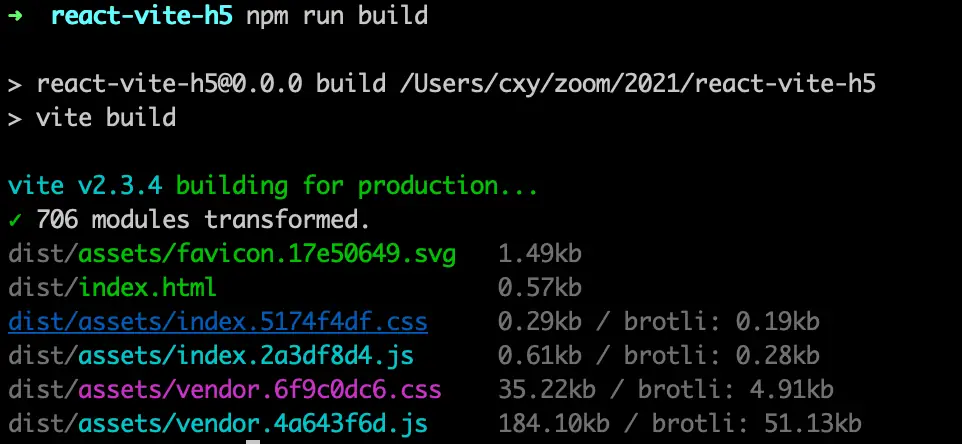 ➜ react-vite-h5 npm run build
> react-vite-h5@0.0.0 build /Users/cxy/zoom/2021/react-vite-h5
> vite build
vite v2.3.4 building for production...
✓ 706 modules transformed.
dist/assets/favicon.17e50649.svg 1.49kb
dist/index.html 0.57kb
dist/assets/index.5174f4df.css 0.29kb / brotli: 0.19kb
dist/assets/index.2a3df8d4.js 0.61kb / brotli: 0.28kb
dist/assets/vendor.6f9c0dc6.css 35.22kb / brotli: 4.91kb
dist/assets/vendor.4a643f6d.js 184.10kb / brotli: 51.13kb